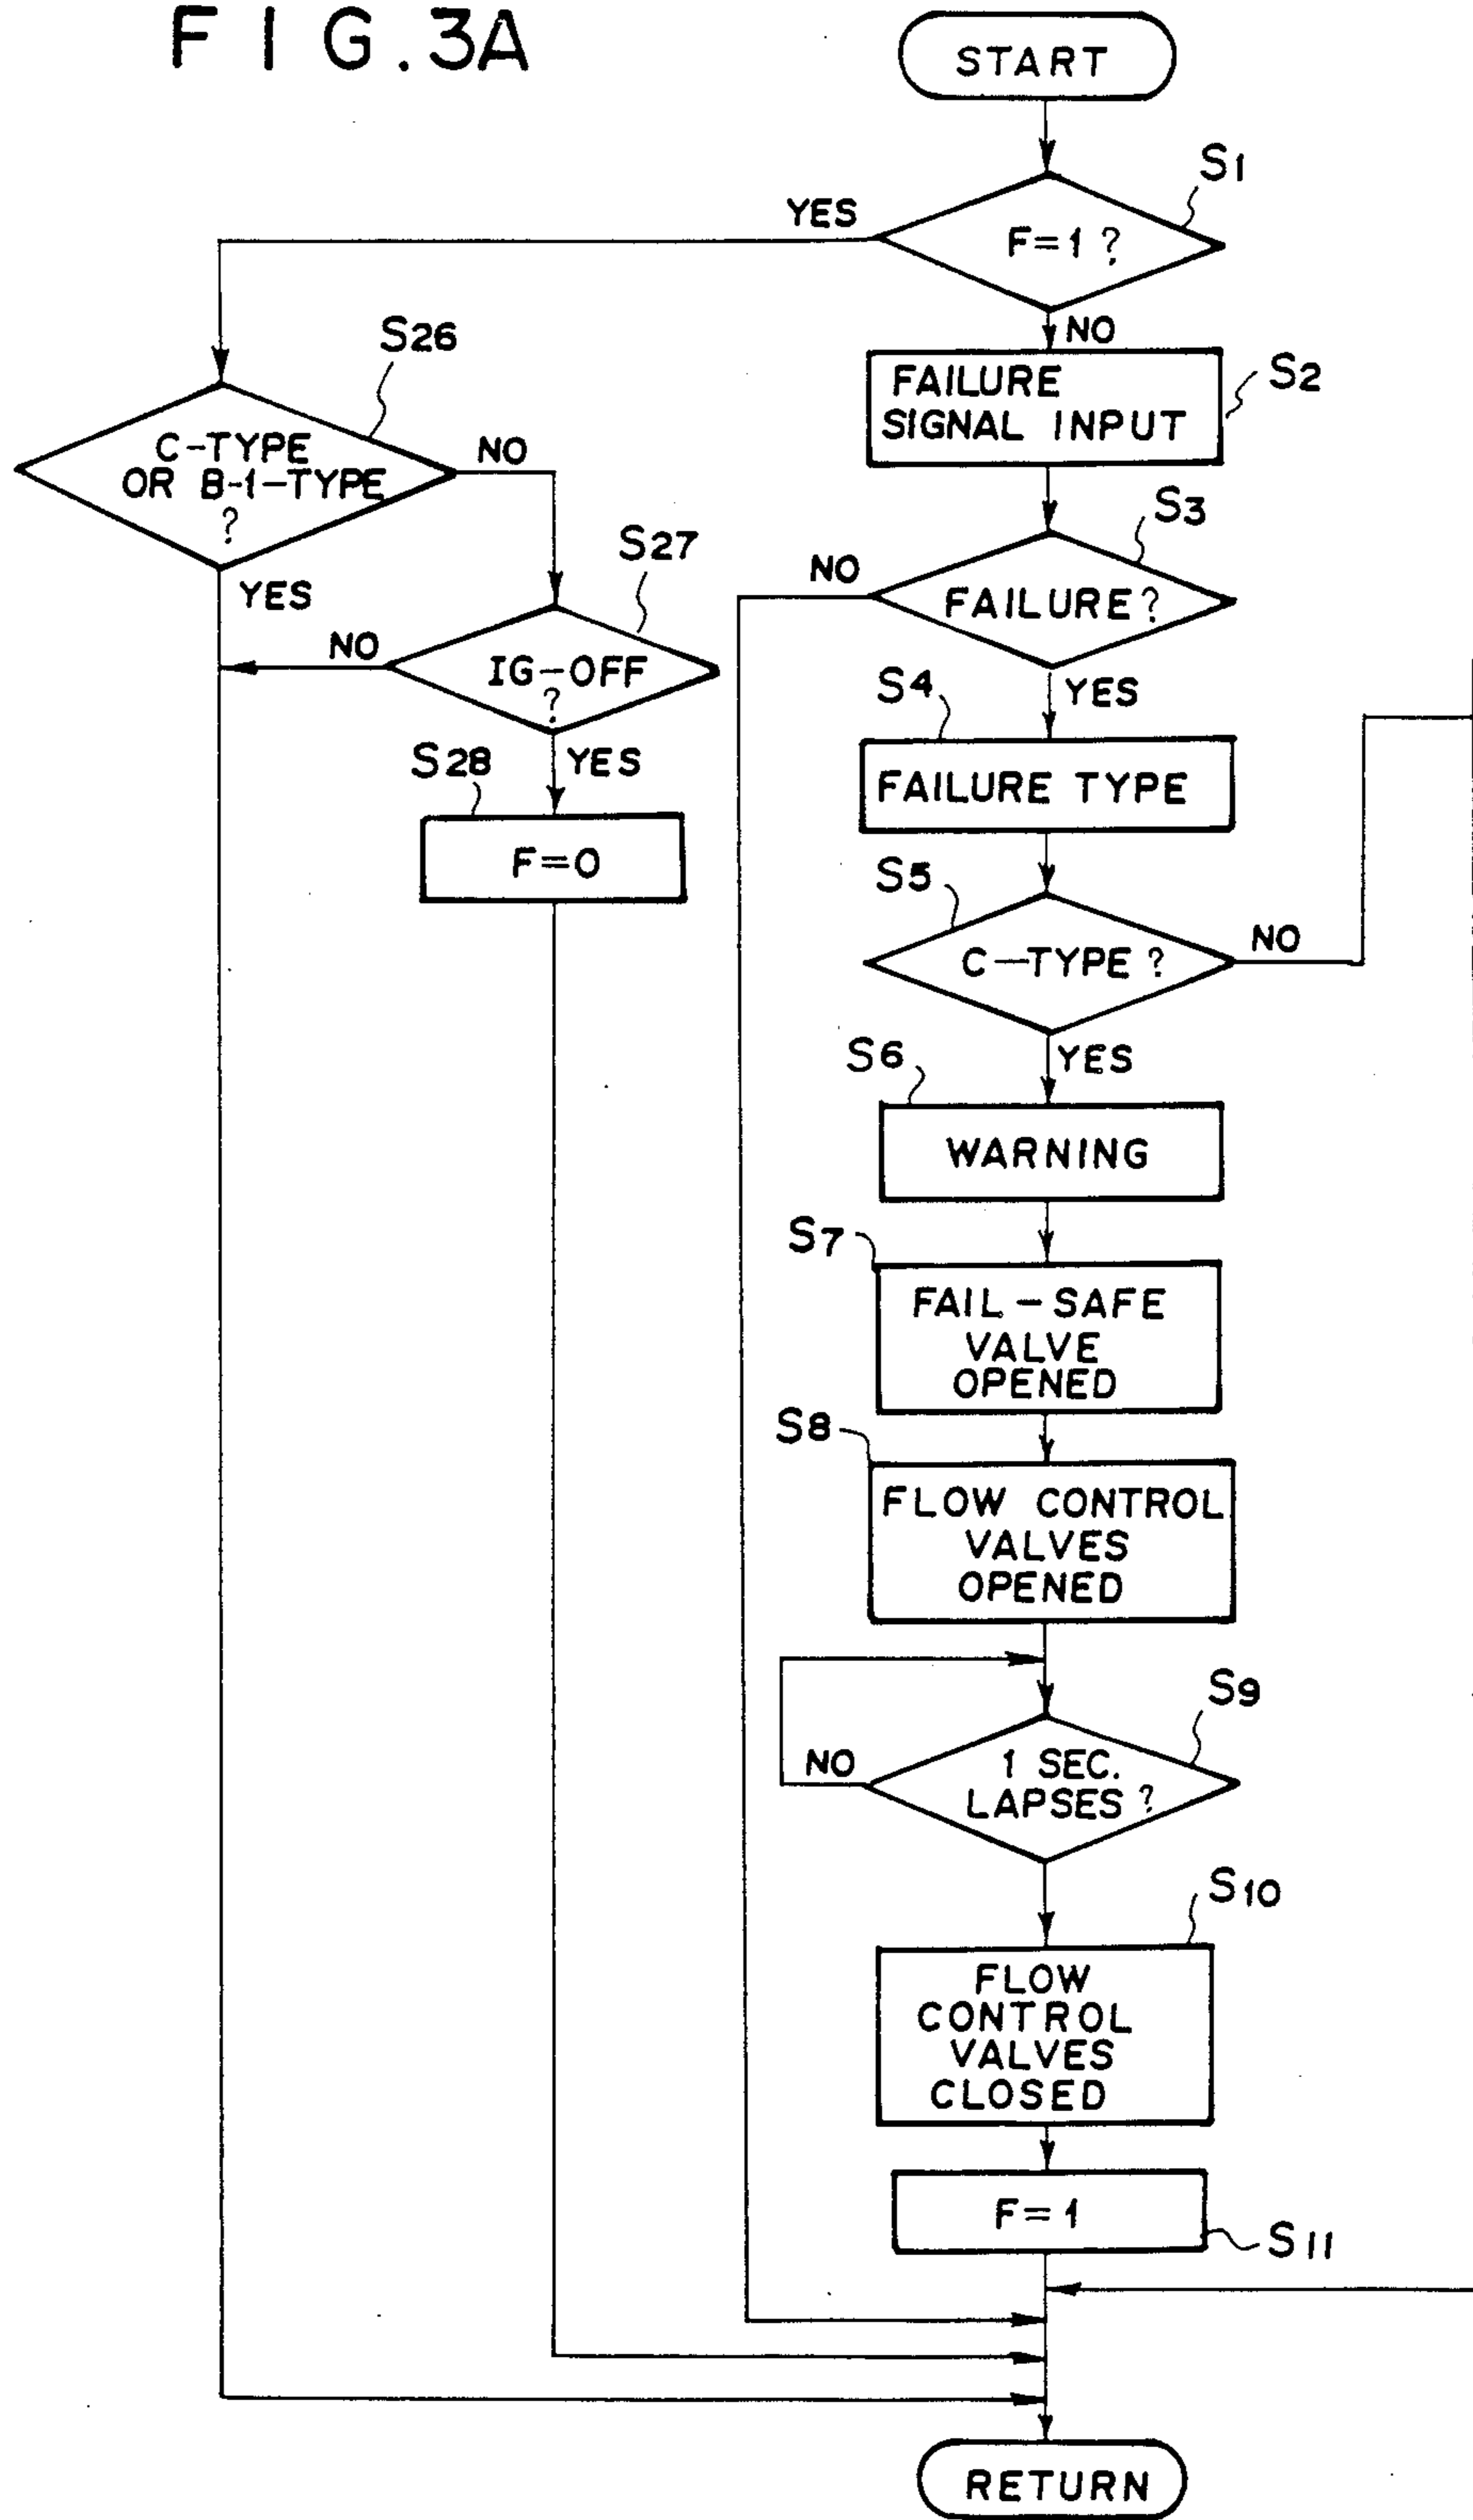 FIG.3A
START
S1
YES
F=1?
NO
S26
FAILURE
SIGNAL INPUT
S2
C-TYPE
OR B-1-TYPE
?
NO
YES
S27
S3
NO
FAILURE?
NO
IG-OFF
?
S4
YES
S28
YES
FAILURE TYPE
F=0
S5
C-TYPE?
NO
S6
YES
WARNING
S7
FAIL-SAFE
VALVE
OPENED
S8
FLOW CONTROL
VALVES
OPENED
S9
NO
1 SEC.
LAPSES?
S10
FLOW
CONTROL
VALVES
CLOSED
F=1
S11
RETURN